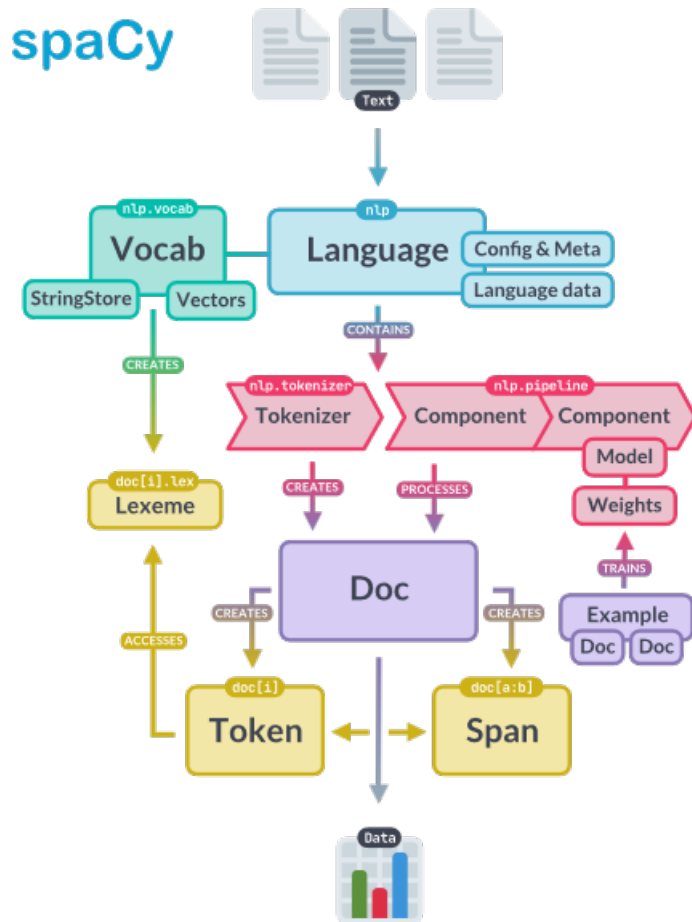 spaCy
Text
nlp.vocab
nlp
Vocab
Language
Config & Meta
StringStore
Vectors
Language data
CONTAINS
CREATES
nlp.tokenizer
nlp.pipeline
Tokenizer
Component
Component
Model
doc[i].lex
Lexeme
CREATES
PROCESSES
Weights
TRAINS
Doc
Example
Doc
Doc
CREATES
CREATES
ACCESSES
doc[i]
doc[a:b]
Token
Span
Data